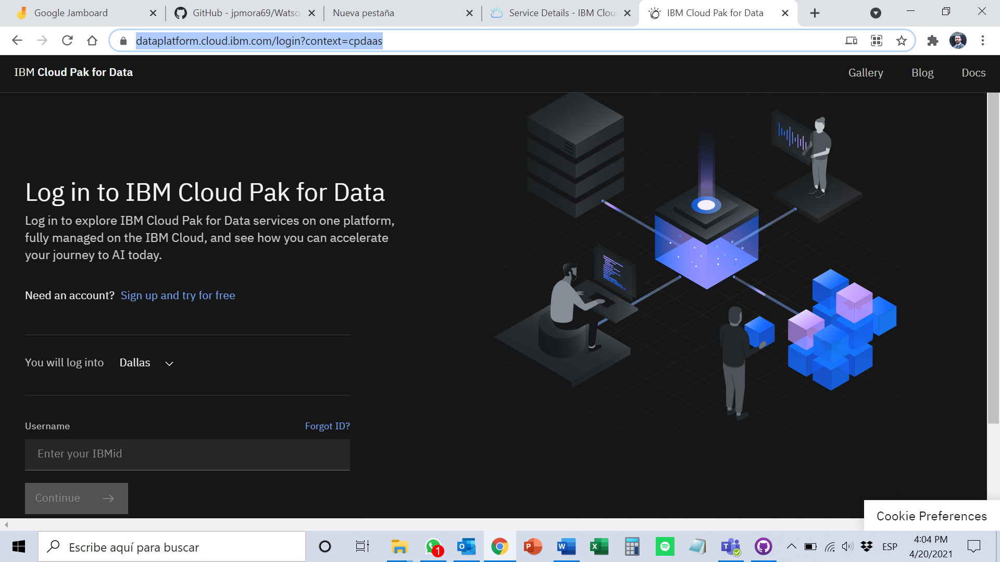 Google Jamboard
GitHub - jpmora69/Watso
Nueva pestaña
Service Details - IBM Clou
IBM Cloud Pak for Data
dataplatform.cloud.ibm.com/login?context=cpdaas
IBM Cloud Pak for Data
Gallery
Blog
Docs
Log in to IBM Cloud Pak for Data
Log in to explore IBM Cloud Pak for Data services on one platform,
fully managed on the IBM Cloud, and see how you can accelerate
your journey to AI today.
Need an account? Sign up and try for free
You will log into Dallas
Username
Forgot ID?
Enter your IBMid
Continue
Cookie Preferences
Escribe aquí para buscar
1
ESP
4:04 PM
4/20/2021